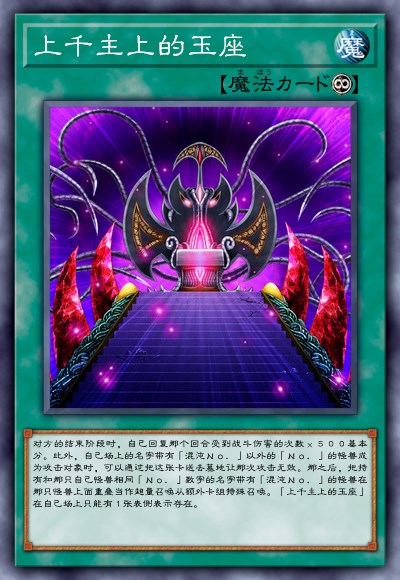 上千主上的玉座
魔
【魔法カード】
まほう
对方的结束阶段时，自己回复那个回合受到战斗伤害的次数×500基本
分。此外，自己场上的名字带有「混沌No．」以外的「No．」的怪兽
成为攻击对象时，可以通过把这张卡送去墓地让那次攻击无效。那之后，把持
有和那只自己怪兽相同「No．」数字的名字带有「混沌No．」的怪兽在
那只怪兽上面重叠当作超量召唤从额外卡组特殊召唤。「上千主上的玉座」
在自己场上只能有1张表侧表示存在。